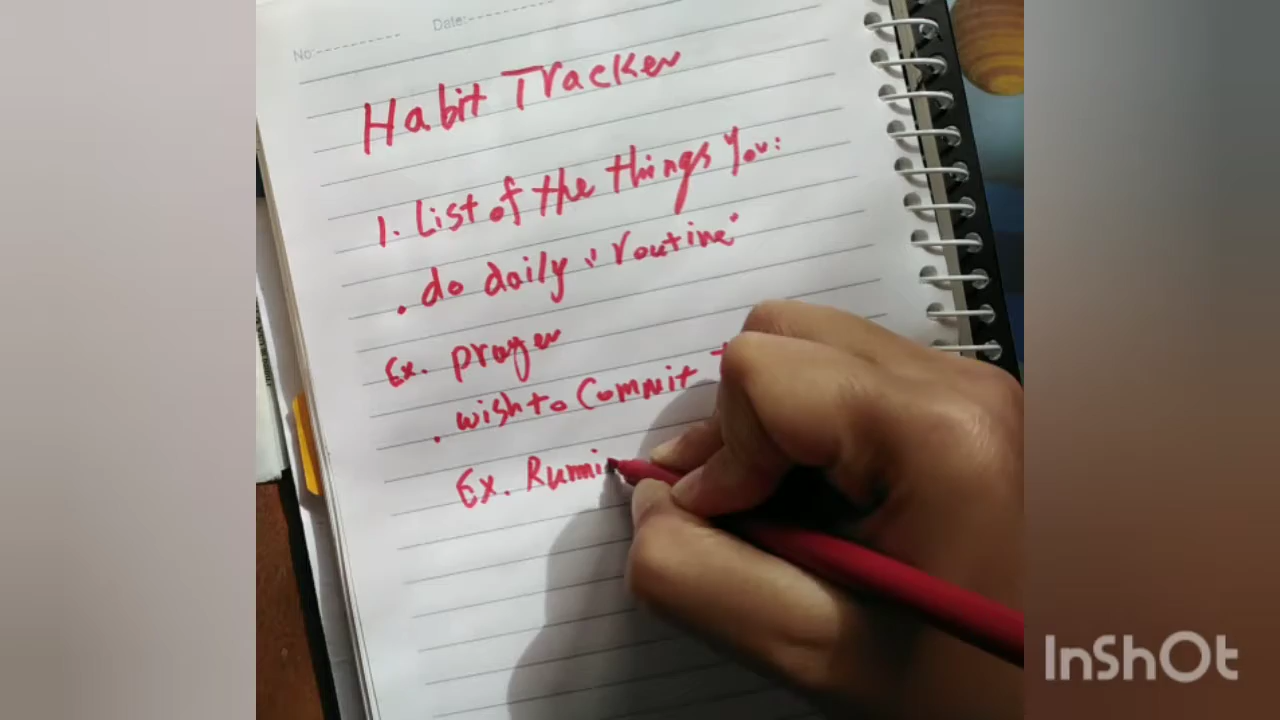 No:
Date:
Habit Tracker
1. List of the things you:
. do daily "routine"
Ex. prayer
. wish to Commit
Ex. Runni
InShOt